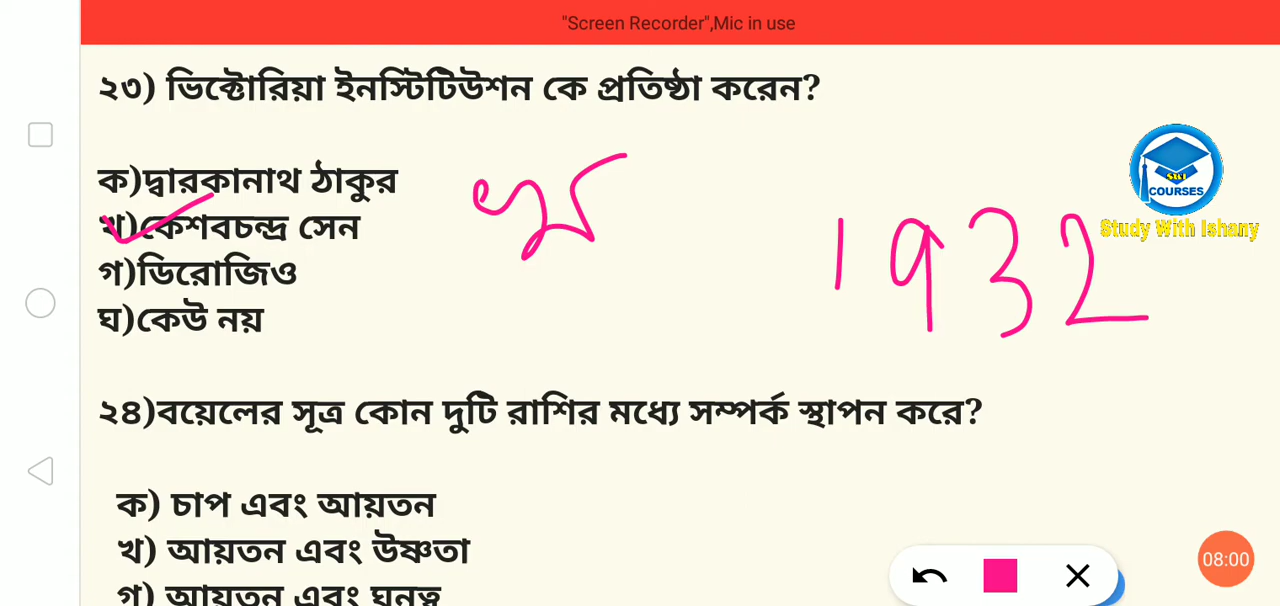 "Screen Recorder",Mic in use
২৩) ভিক্টোরিয়া ইনস্টিটিউশন কে প্রতিষ্ঠা করেন?
ক)দ্বারকানাথ ঠাকুর
খ)কেশবচন্দ্র সেন
গ)ডিরোজিও
ঘ)কেউ নয়
1932
S&I
COURSES
Study With Ishany
২৪)বয়েলের সূত্র কোন দুটি রাশির মধ্যে সম্পর্ক স্থাপন করে?
ক) চাপ এবং আয়তন
খ) আয়তন এবং উষ্ণতা
গ) আয়তন এবং ঘনত্ব
08:00